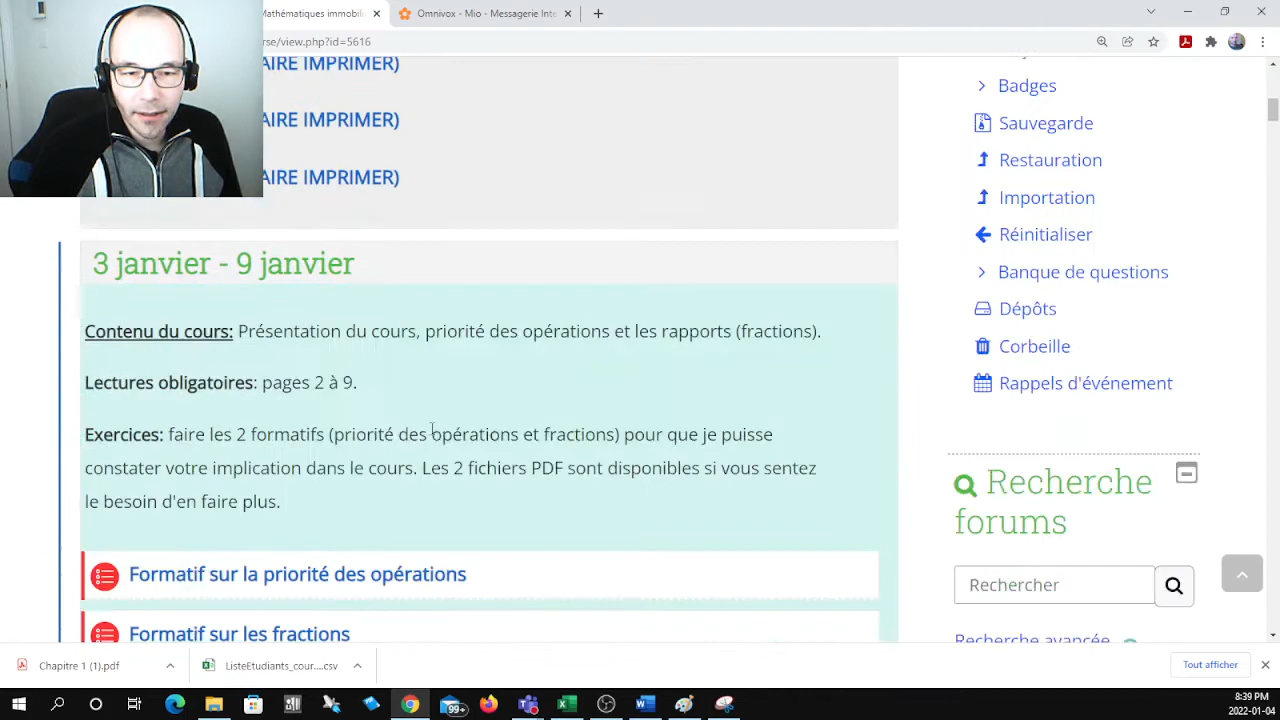 Mathématiques immobil
Omnivox - Mio - Messagerie Inte
rse/view.php?id=5616
AIRE IMPRIMER)
AIRE IMPRIMER)
AIRE IMPRIMER)
3 janvier - 9 janvier
Contenu du cours: Présentation du cours, priorité des opérations et les rapports (fractions).
Lectures obligatoires: pages 2 à 9.
Exercices: faire les 2 formatifs (priorité des opérations et fractions) pour que je puisse
constater votre implication dans le cours. Les 2 fichiers PDF sont disponibles si vous sentez
le besoin d'en faire plus.
Formatif sur la priorité des opérations
Formatif sur les fractions
Badges
Sauvegarde
Restauration
Importation
Réinitialiser
Banque de questions
Dépôts
Corbeille
Rappels d'événement
Recherche
forums
Rechercher
Recherche avancée
Chapitre 1 (1).pdf
ListeEtudiants_cour....csv
Tout afficher
99+
8:39 PM
2022-01-04